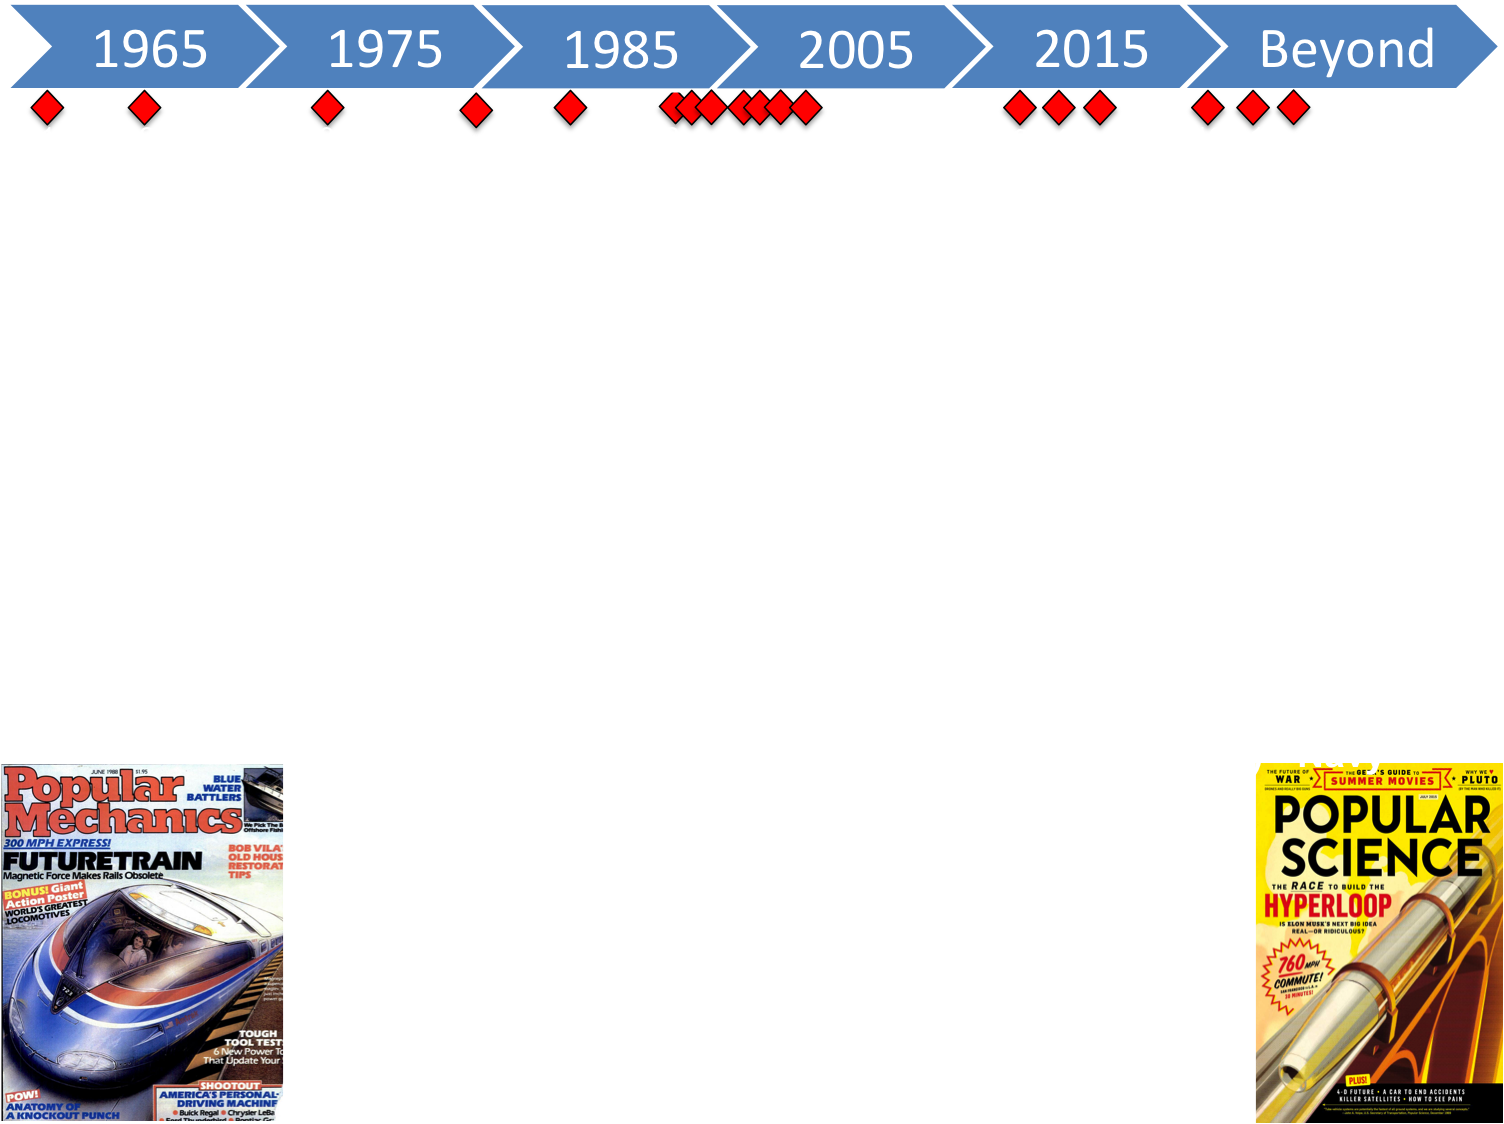 1965 1975 1985 2005 2015 Beyond
JUNE 1988 $1.95
Popular
Mechanics
BLUE
WATER
BATTLERS
We Pick The B
Offshore Fishi
300 MPH EXPRESS!
FUTURETRAIN
Magnetic Force Makes Rails Obsolete
BOB VILA'
OLD HOUS
RESTORAT
TIPS
BONUS! Giant
Action Poster
WORLD'S GREATEST
LOCOMOTIVES
TOUGH
TOOL TEST
6 New Power To
That Update Your
POW!
ANATOMY OF
A KNOCKOUT PUNCH
SHOOTOUT
AMERICA'S PERSONAL-
DRIVING MACHINE
Buick Regal • Chrysler LeBa
Ford Thunderbird • Pontiac Gr
Navy
THE FUTURE OF
WAR
THE GEEK'S GUIDE TO
SUMMER MOVIES
WHY WE ♥
PLUTO
JULY 2015
POPULAR
SCIENCE
THE RACE TO BUILD THE
HYPERLOOP
IS ELON MUSK'S NEXT BIG IDEA
REAL—OR RIDICULOUS?
760 MPH
COMMUTE!
30 MINUTES!
PLUS!
4-D FUTURE • A CAR TO END ACCIDENTS
KILLER SATELLITES • HOW TO SEE PAIN